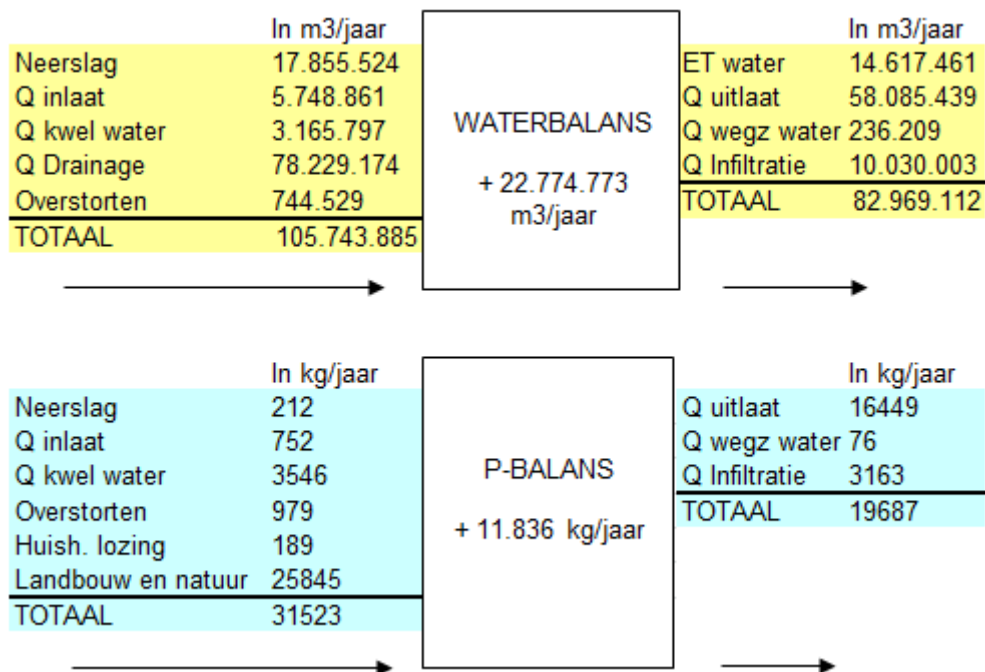 In m3/jaar
Neerslag 17.855.524
Q inlaat 5.748.861
Q kwel water 3.165.797
Q Drainage 78.229.174
Overstorten 744.529
TOTAAL 105.743.885
WATERBALANS
+ 22.774.773
m3/jaar
In m3/jaar
ET water 14.617.461
Q uitlaat 58.085.439
Q wegz water 236.209
Q Infiltratie 10.030.003
TOTAAL 82.969.112
In kg/jaar
Neerslag 212
Q inlaat 752
Q kwel water 3546
Overstorten 979
Huish. lozing 189
Landbouw en natuur 25845
TOTAAL 31523
P-BALANS
+ 11.836 kg/jaar
In kg/jaar
Q uitlaat 16449
Q wegz water 76
Q Infiltratie 3163
TOTAAL 19687